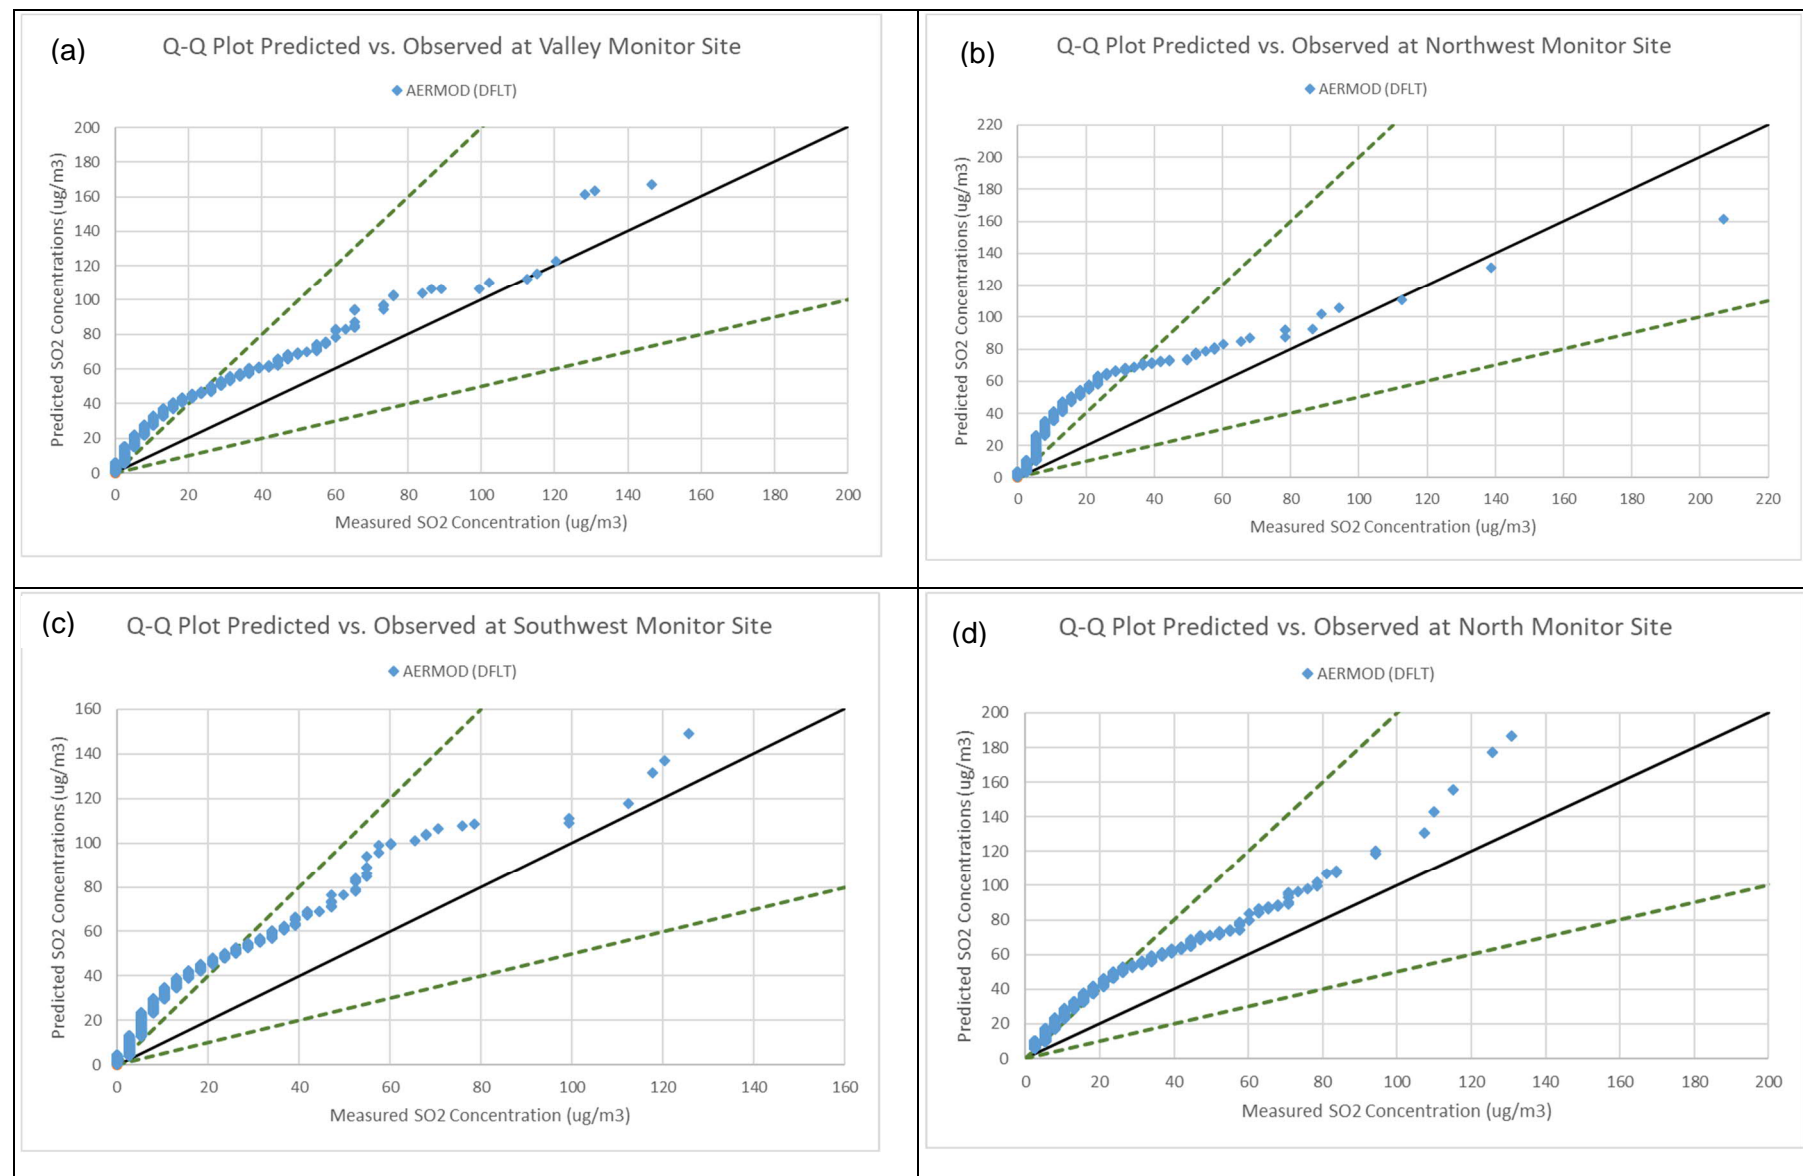 (a)
Q-Q Plot Predicted vs. Observed at Valley Monitor Site
AERMOD (DFLT)
Predicted SO2 Concentrations (ug/m3)
200
180
160
140
120
100
80
60
40
20
0
0 20 40 60 80 100 120 140 160 180 200
Measured SO2 Concentration (ug/m3)
(b)
Q-Q Plot Predicted vs. Observed at Northwest Monitor Site
AERMOD (DFLT)
Predicted SO2 Concentrations (ug/m3)
220
200
180
160
140
120
100
80
60
40
20
0
0 20 40 60 80 100 120 140 160 180 200 220
Measured SO2 Concentration (ug/m3)
(c)
Q-Q Plot Predicted vs. Observed at Southwest Monitor Site
AERMOD (DFLT)
Predicted SO2 Concentrations (ug/m3)
160
140
120
100
80
60
40
20
0
0 20 40 60 80 100 120 140 160
Measured SO2 Concentration (ug/m3)
(d)
Q-Q Plot Predicted vs. Observed at North Monitor Site
AERMOD (DFLT)
Predicted SO2 Concentrations (ug/m3)
200
180
160
140
120
100
80
60
40
20
0
0 20 40 60 80 100 120 140 160 180 200
Measured SO2 Concentration (ug/m3)